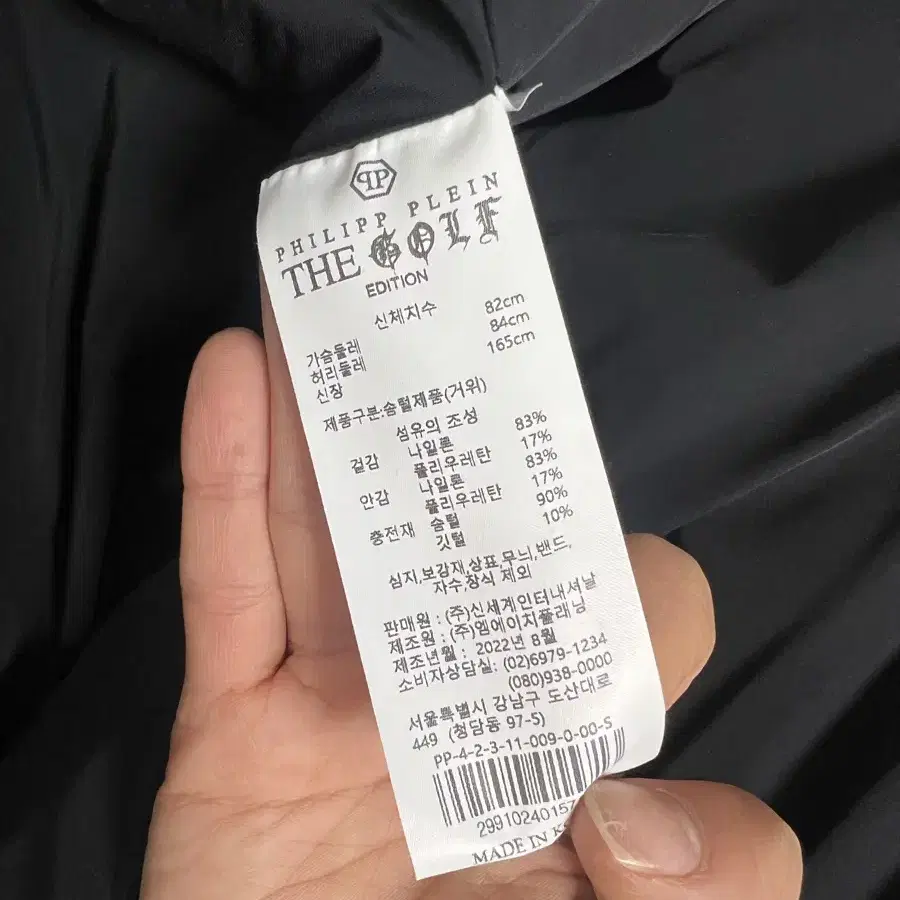 PP
PHILIPP PLEIN
THE GOLF
EDITION
신체치수
가슴둘레 82cm
허리둘레 84cm
신장 165cm
제품구분:솜털제품(거위)
섬유의 조성
겉감 나일론 83%
폴리우레탄 17%
안감 나일론 83%
폴리우레탄 17%
충전재 솜털 90%
깃털 10%
심지,보강재,상표,무늬,밴드,
자수,장식 제외
판매원 : (주)신세계인터내셔날
제조원 : (주)엠에이치플래닝
제조년월 : 2022년 8월
소비자상담실: (02)6979-1234
(080)938-0000
서울특별시 강남구 도산대로
449 (청담동 97-5)
PP-4-2-3-11-009-0-00-S
29910240157
MADE IN